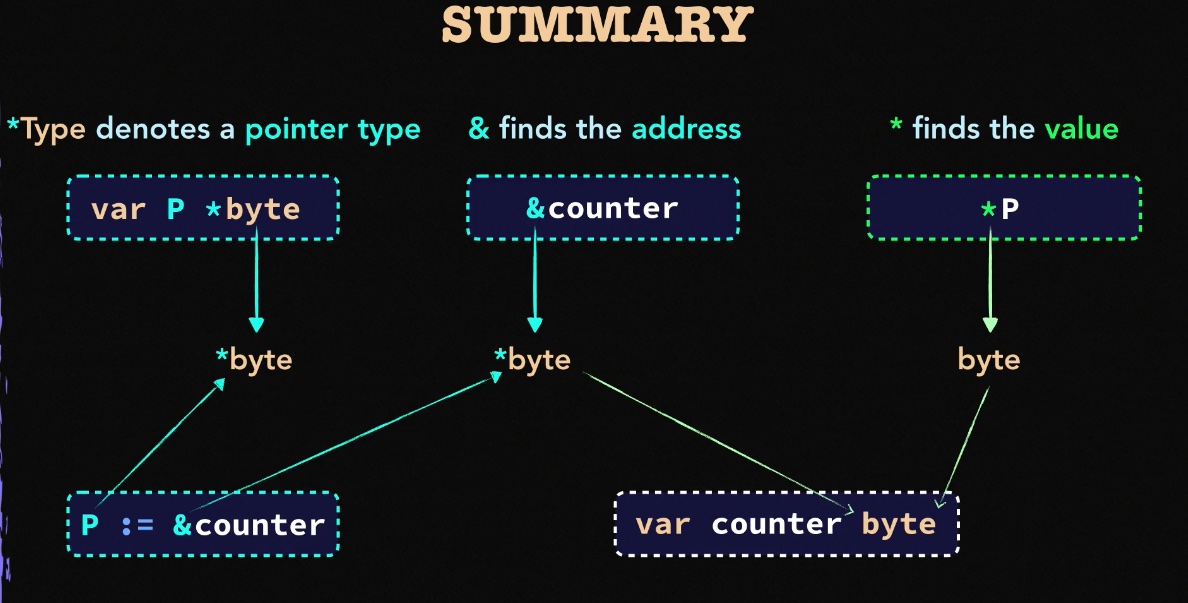 SUMMARY
*Type denotes a pointer type
& finds the address
* finds the value
var P *byte
&counter
*P
*byte
*byte
byte
P := &counter
var counter byte